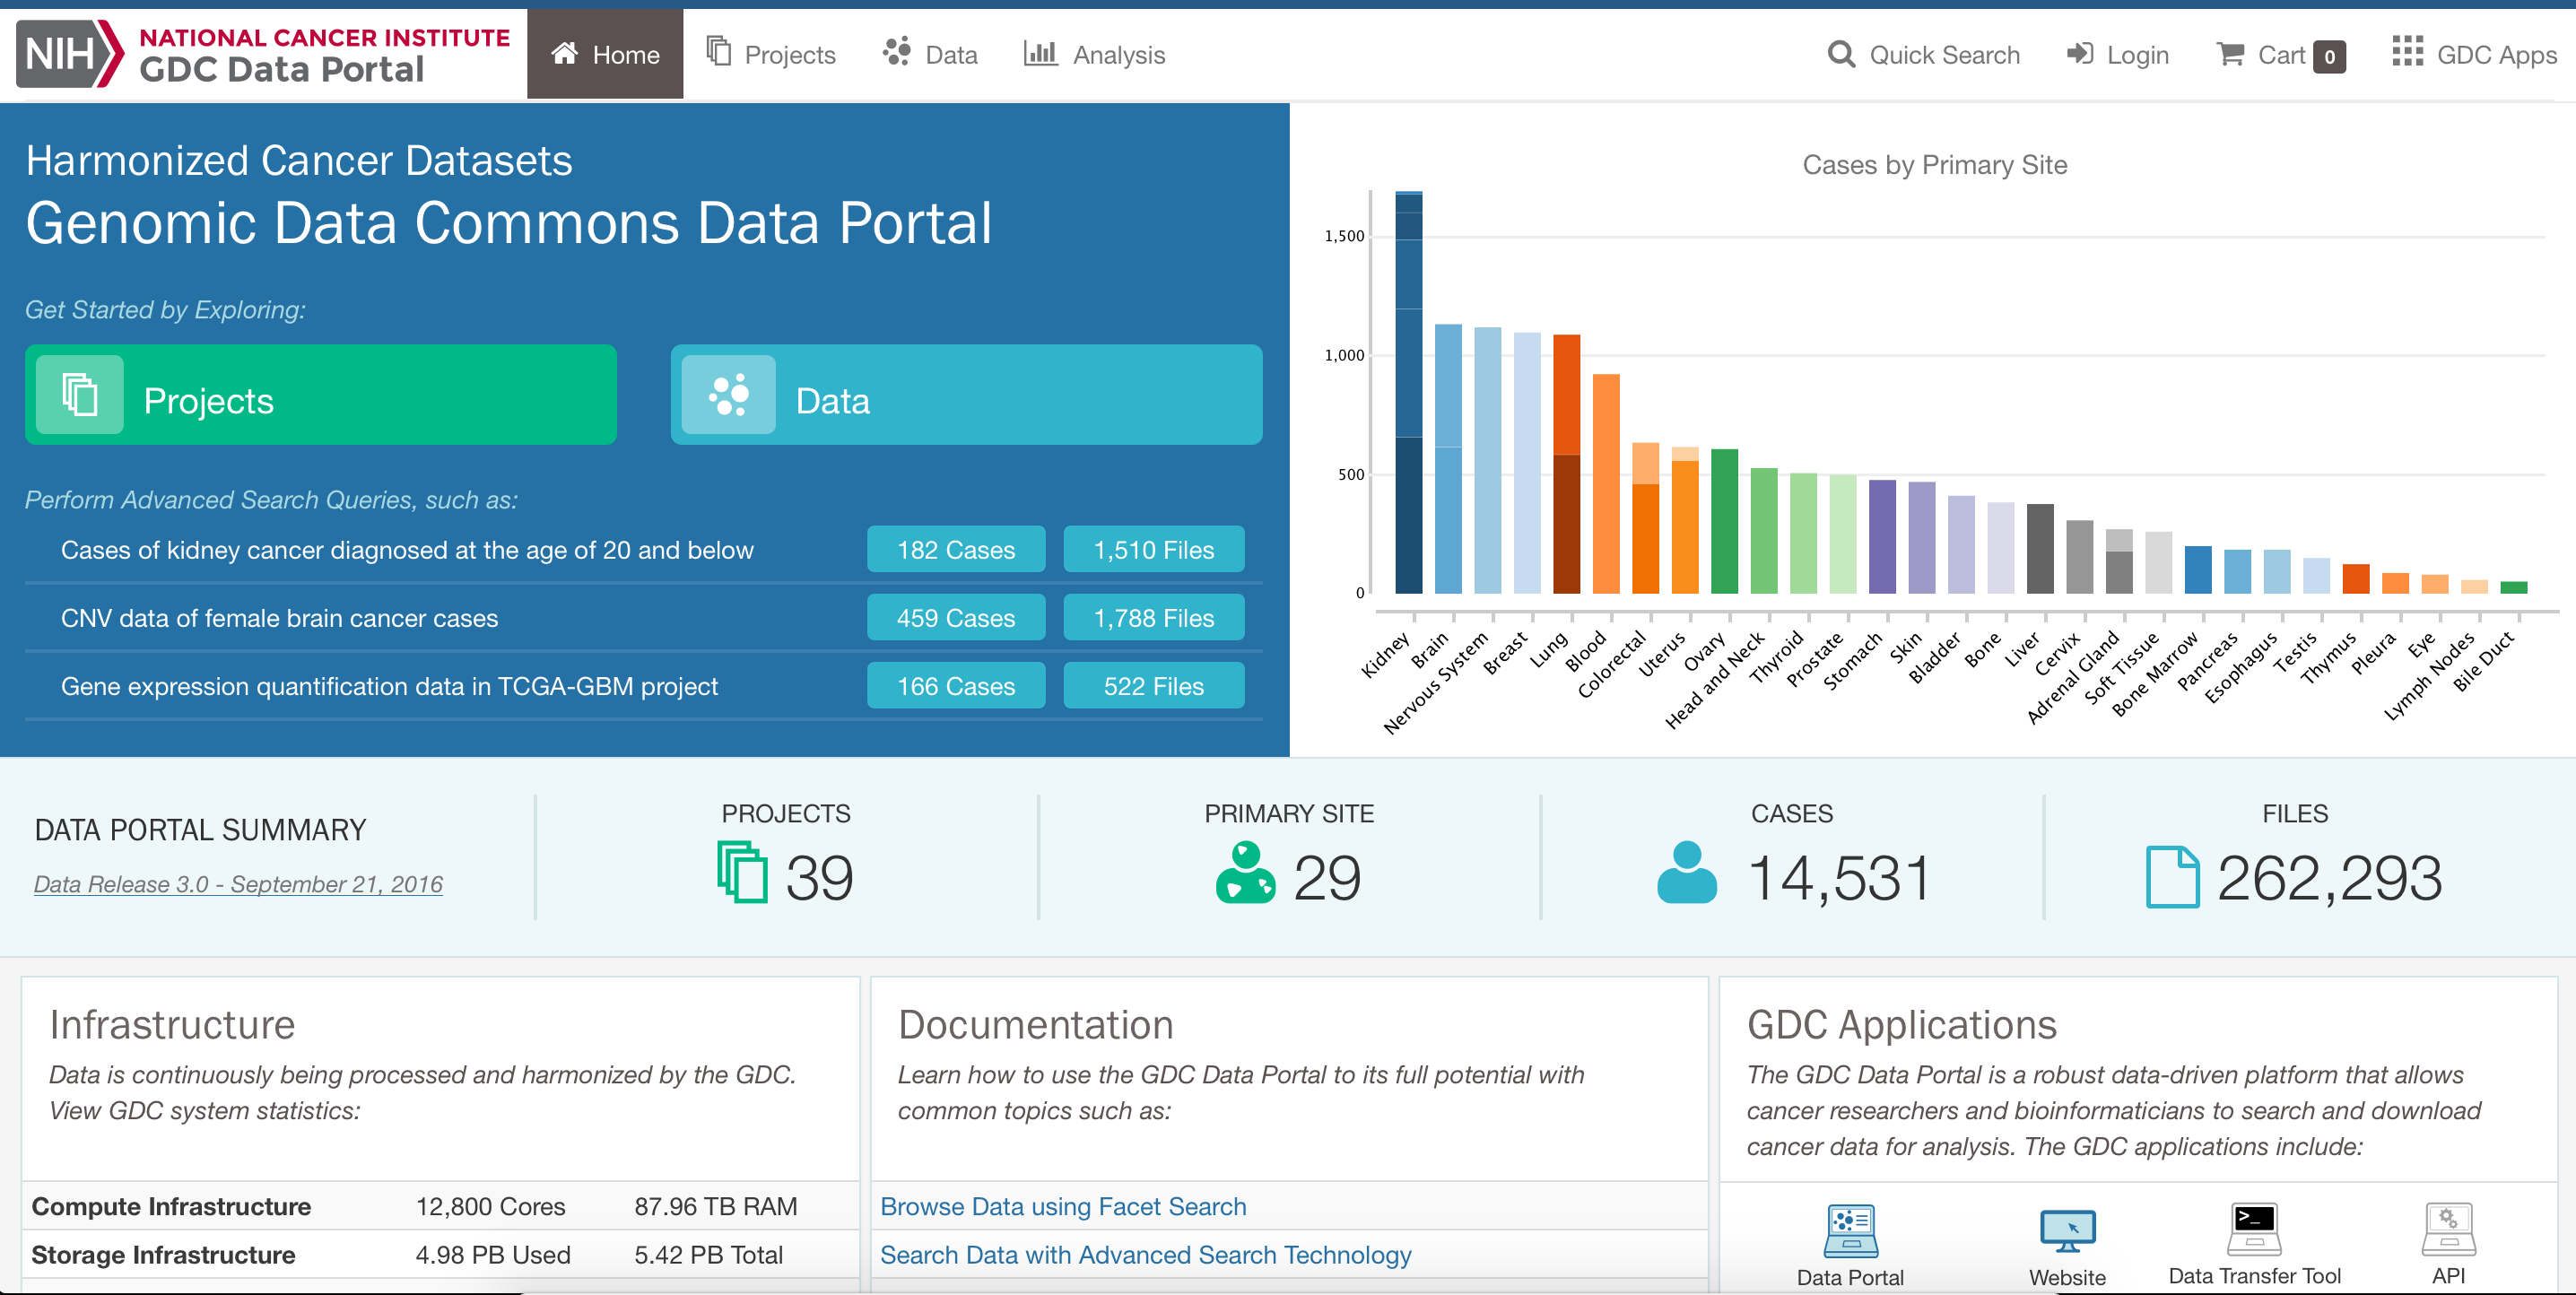 NIH
NATIONAL CANCER INSTITUTE
GDC Data Portal
Home
Projects
Data
Analysis
Quick Search
Login
Cart 0
GDC Apps
Harmonized Cancer Datasets
Genomic Data Commons Data Portal
Get Started by Exploring:
Projects
Data
Perform Advanced Search Queries, such as:
Cases of kidney cancer diagnosed at the age of 20 and below 182 Cases 1,510 Files
CNV data of female brain cancer cases 459 Cases 1,788 Files
Gene expression quantification data in TCGA-GBM project 166 Cases 522 Files
Cases by Primary Site
1,500
1,000
500
0
Kidney
Brain
Nervous System
Breast
Lung
Blood
Colorectal
Uterus
Ovary
Head and Neck
Thyroid
Prostate
Stomach
Skin
Bladder
Bone
Liver
Cervix
Adrenal Gland
Soft Tissue
Bone Marrow
Pancreas
Esophagus
Testis
Thymus
Pleura
Eye
Lymph Nodes
Bile Duct
DATA PORTAL SUMMARY
Data Release 3.0 - September 21, 2016
PROJECTS
39
PRIMARY SITE
29
CASES
14,531
FILES
262,293
Infrastructure
Data is continuously being processed and harmonized by the GDC.
View GDC system statistics:
Compute Infrastructure 12,800 Cores 87.96 TB RAM
Storage Infrastructure 4.98 PB Used 5.42 PB Total
Documentation
Learn how to use the GDC Data Portal to its full potential with
common topics such as:
Browse Data using Facet Search
Search Data with Advanced Search Technology
GDC Applications
The GDC Data Portal is a robust data-driven platform that allows
cancer researchers and bioinformaticians to search and download
cancer data for analysis. The GDC applications include:
Data Portal
Website
>_
Data Transfer Tool
API